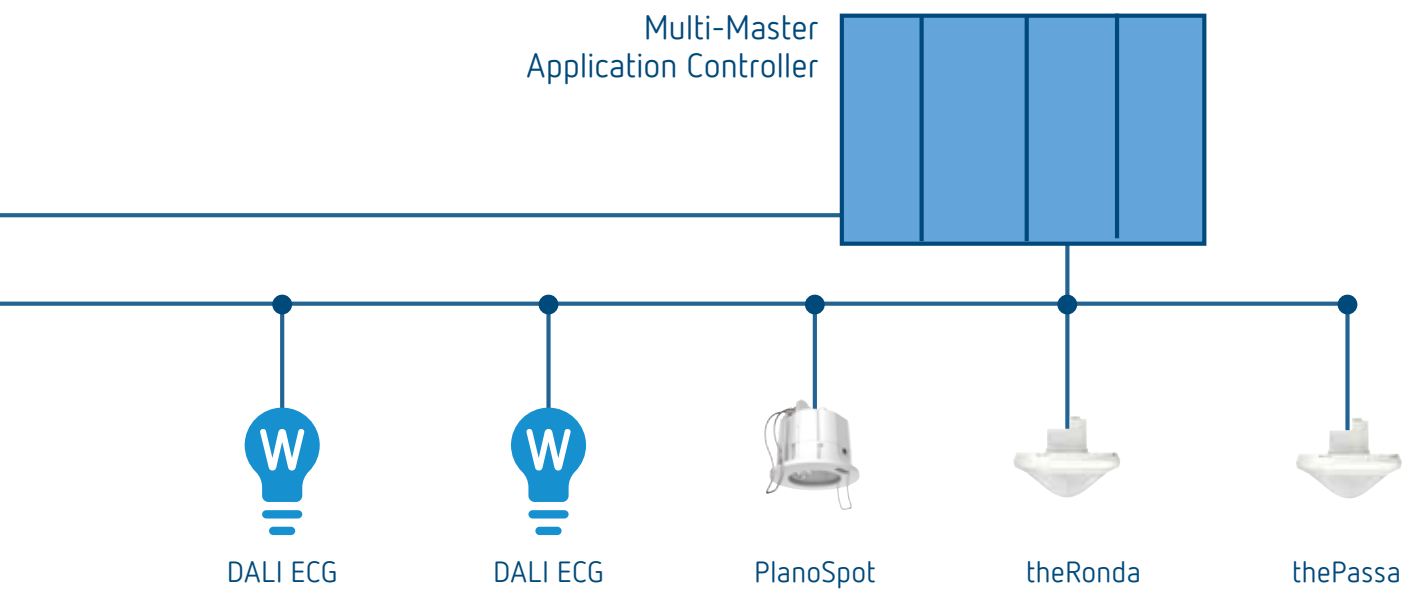 Multi-Master
Application Controller
W
W
DALI ECG
DALI ECG
PlanoSpot
theRonda
thePassa